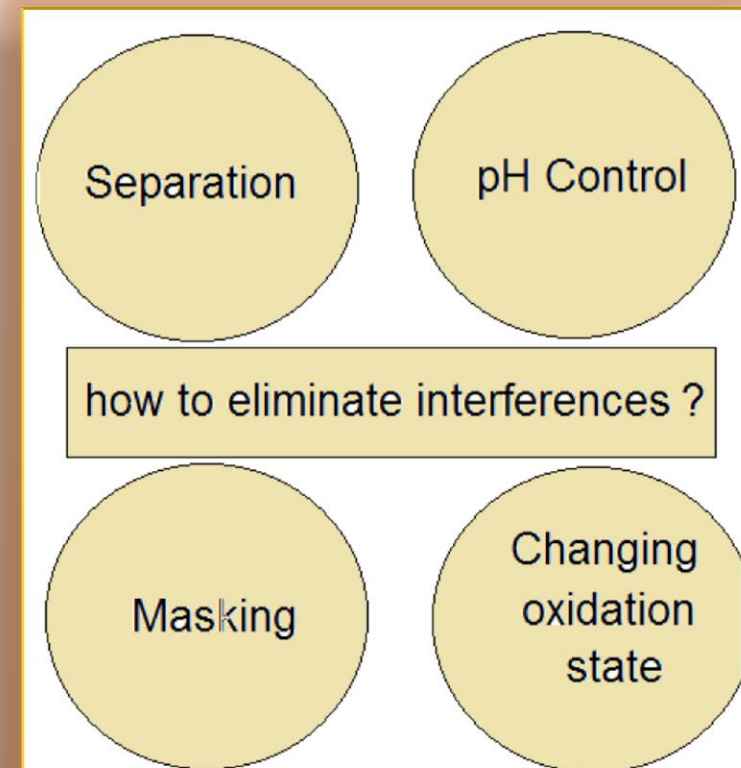 Separation
pH Control
how to eliminate interferences ?
Masking
Changing
oxidation
state